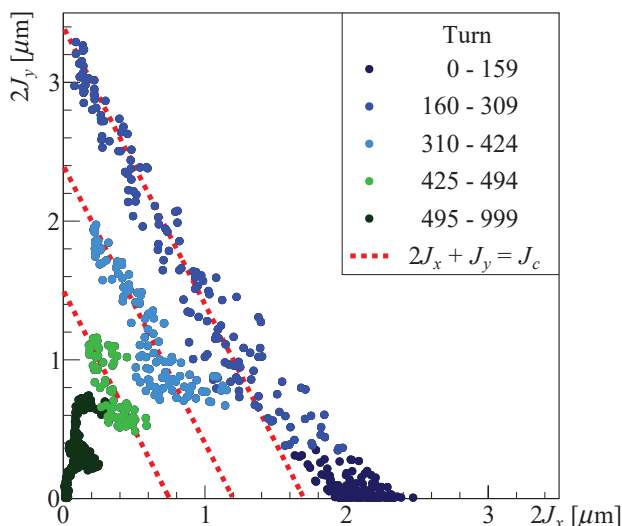 2J_y [μm]
3
2
1
0
0
1
2
3
2J_x [μm]
Turn
0 - 159
160 - 309
310 - 424
425 - 494
495 - 999
2J_x + J_y = J_c